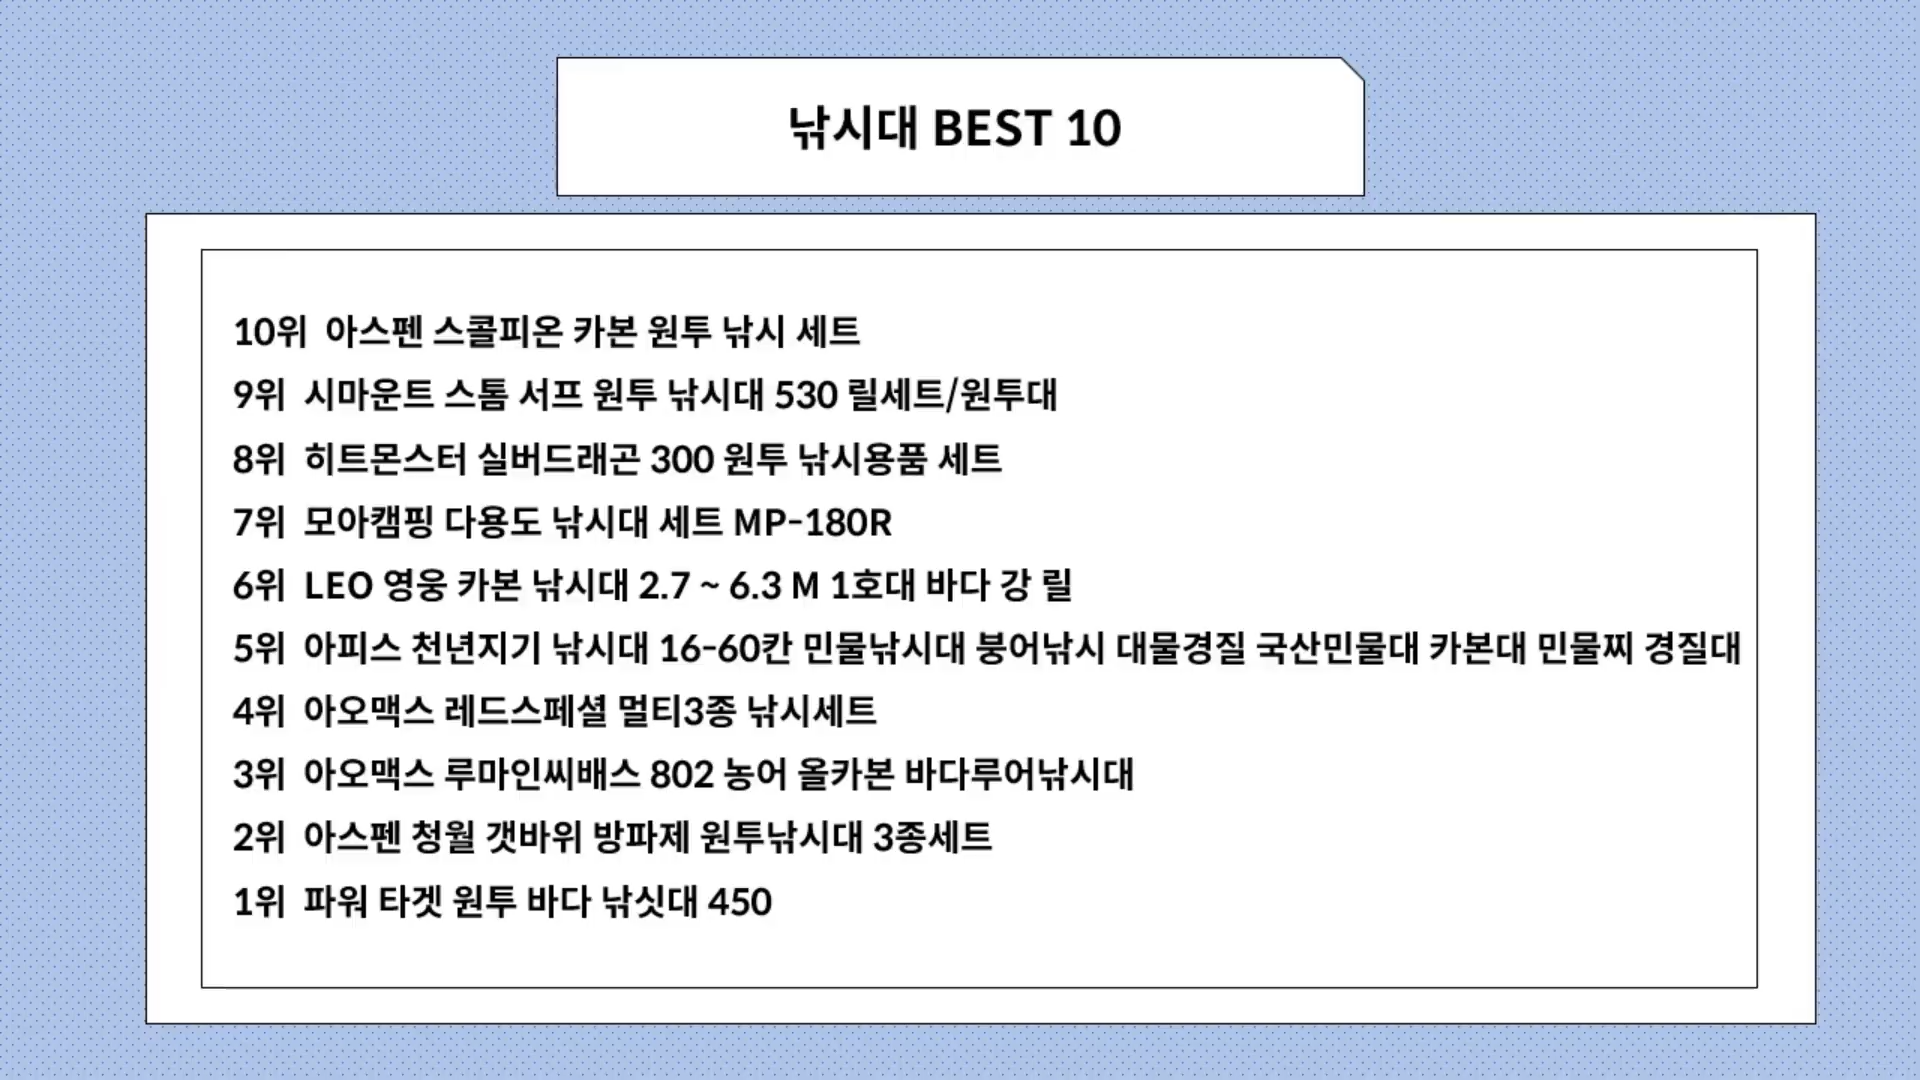 낚시대 BEST 10
10위 아스펜 스콜피온 카본 원투 낚시 세트
9위 시마운트 스톰 서프 원투 낚시대 530 릴세트/원투대
8위 히트몬스터 실버드래곤 300 원투 낚시용품 세트
7위 모아캠핑 다용도 낚시대 세트 MP-180R
6위 LEO 영웅 카본 낚시대 2.7 ~ 6.3 M 1호대 바다 강 릴
5위 아피스 천년지기 낚시대 16-60칸 민물낚시대 붕어낚시 대물경질 국산민물대 카본대 민물찌 경질대
4위 아오맥스 레드스페셜 멀티3종 낚시세트
3위 아오맥스 루마인씨배스 802 농어 올카본 바다루어낚시대
2위 아스펜 청월 갯바위 방파제 원투낚시대 3종세트
1위 파워 타겟 원투 바다 낚싯대 450